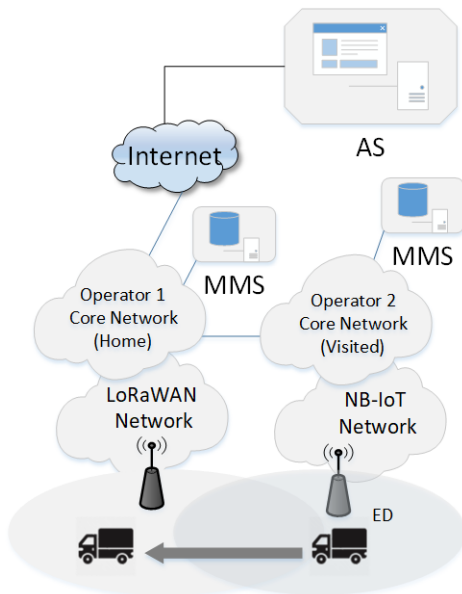 AS
Internet
MMS
MMS
Operator 1
Core Network
(Home)
Operator 2
Core Network
(Visited)
LoRaWAN
Network
NB-IoT
Network
ED